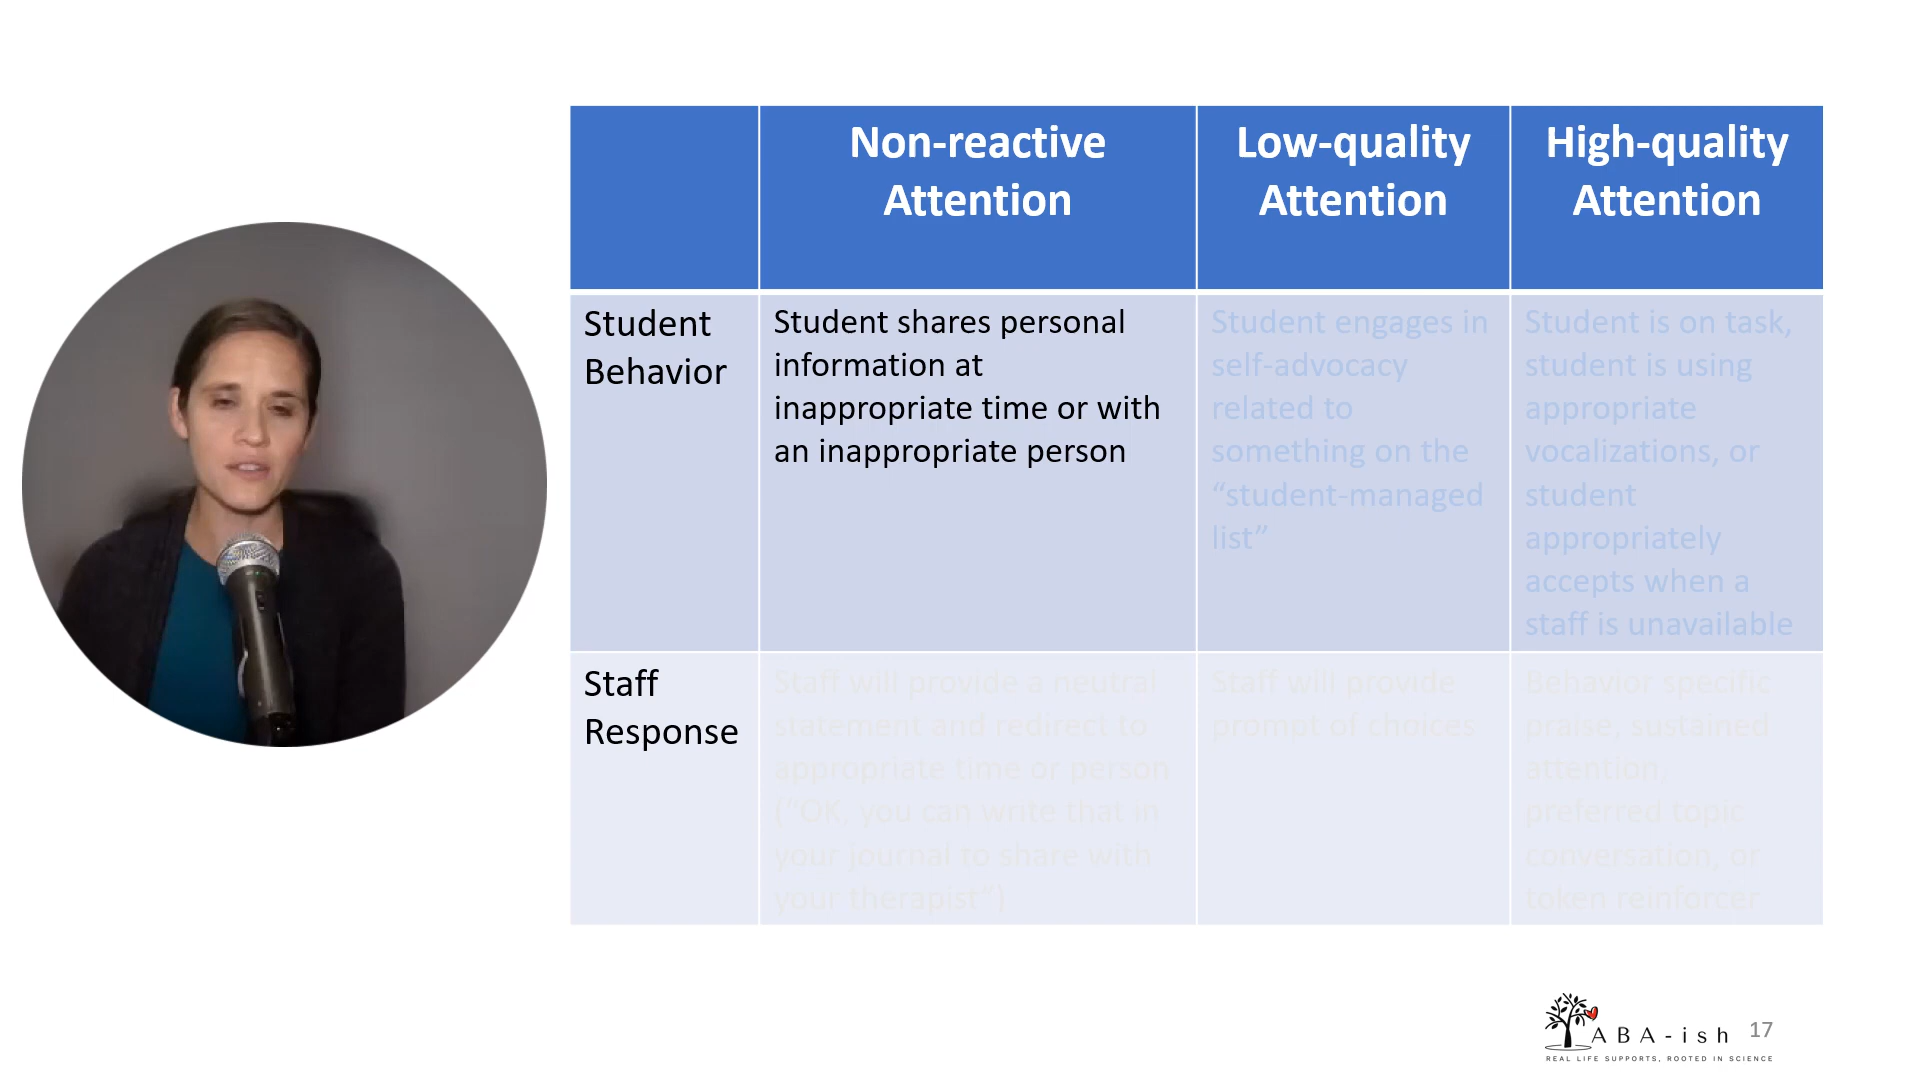 Non-reactive
Attention
Low-quality
Attention
High-quality
Attention
Student
Behavior
Student shares personal
information at
inappropriate time or with
an inappropriate person
Student engages in
self-advocacy
related to
something on the
“student-managed
list”
Student is on task,
student is using
appropriate
vocalizations, or
student
appropriately
accepts when a
staff is unavailable
Staff
Response
Staff will provide a neutral
statement and redirect to
appropriate time or person
(“OK, you can write that in
your journal to share with
your therapist”)
Staff will provide
prompt of choices
Behavior specific
praise, sustained
attention,
preferred topic
conversation, or
token reinforcer
ABA-ish
REAL LIFE SUPPORTS, ROOTED IN SCIENCE
17